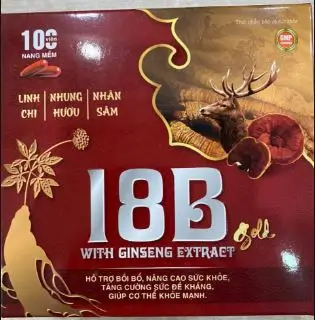 Thực phẩm bảo vệ sức khỏe
100 viên
NANG MỀM
GMP
LINH CHI
NHUNG HƯƠU
NHÂN SÂM
18B
Gold
WITH GINSENG EXTRACT
HỖ TRỢ BỒI BỔ, NÂNG CAO SỨC KHỎE,
TĂNG CƯỜNG SỨC ĐỀ KHÁNG,
GIÚP CƠ THỂ KHỎE MẠNH.